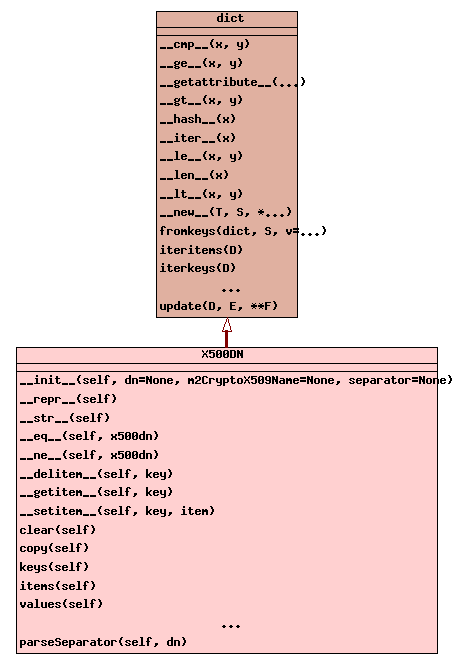 dict
__cmp__(x, y)
__ge__(x, y)
__getattribute__(...)
__gt__(x, y)
__hash__(x)
__iter__(x)
__le__(x, y)
__len__(x)
__lt__(x, y)
__new__(T, S, *...)
fromkeys(dict, S, v=...)
iteritems(D)
iterkeys(D)
...
update(D, E, **F)
X500DN
__init__(self, dn=None, m2CryptoX509Name=None, separator=None)
__repr__(self)
__str__(self)
__eq__(self, x500dn)
__ne__(self, x500dn)
__delitem__(self, key)
__getitem__(self, key)
__setitem__(self, key, item)
clear(self)
copy(self)
keys(self)
items(self)
values(self)
...
parseSeparator(self, dn)